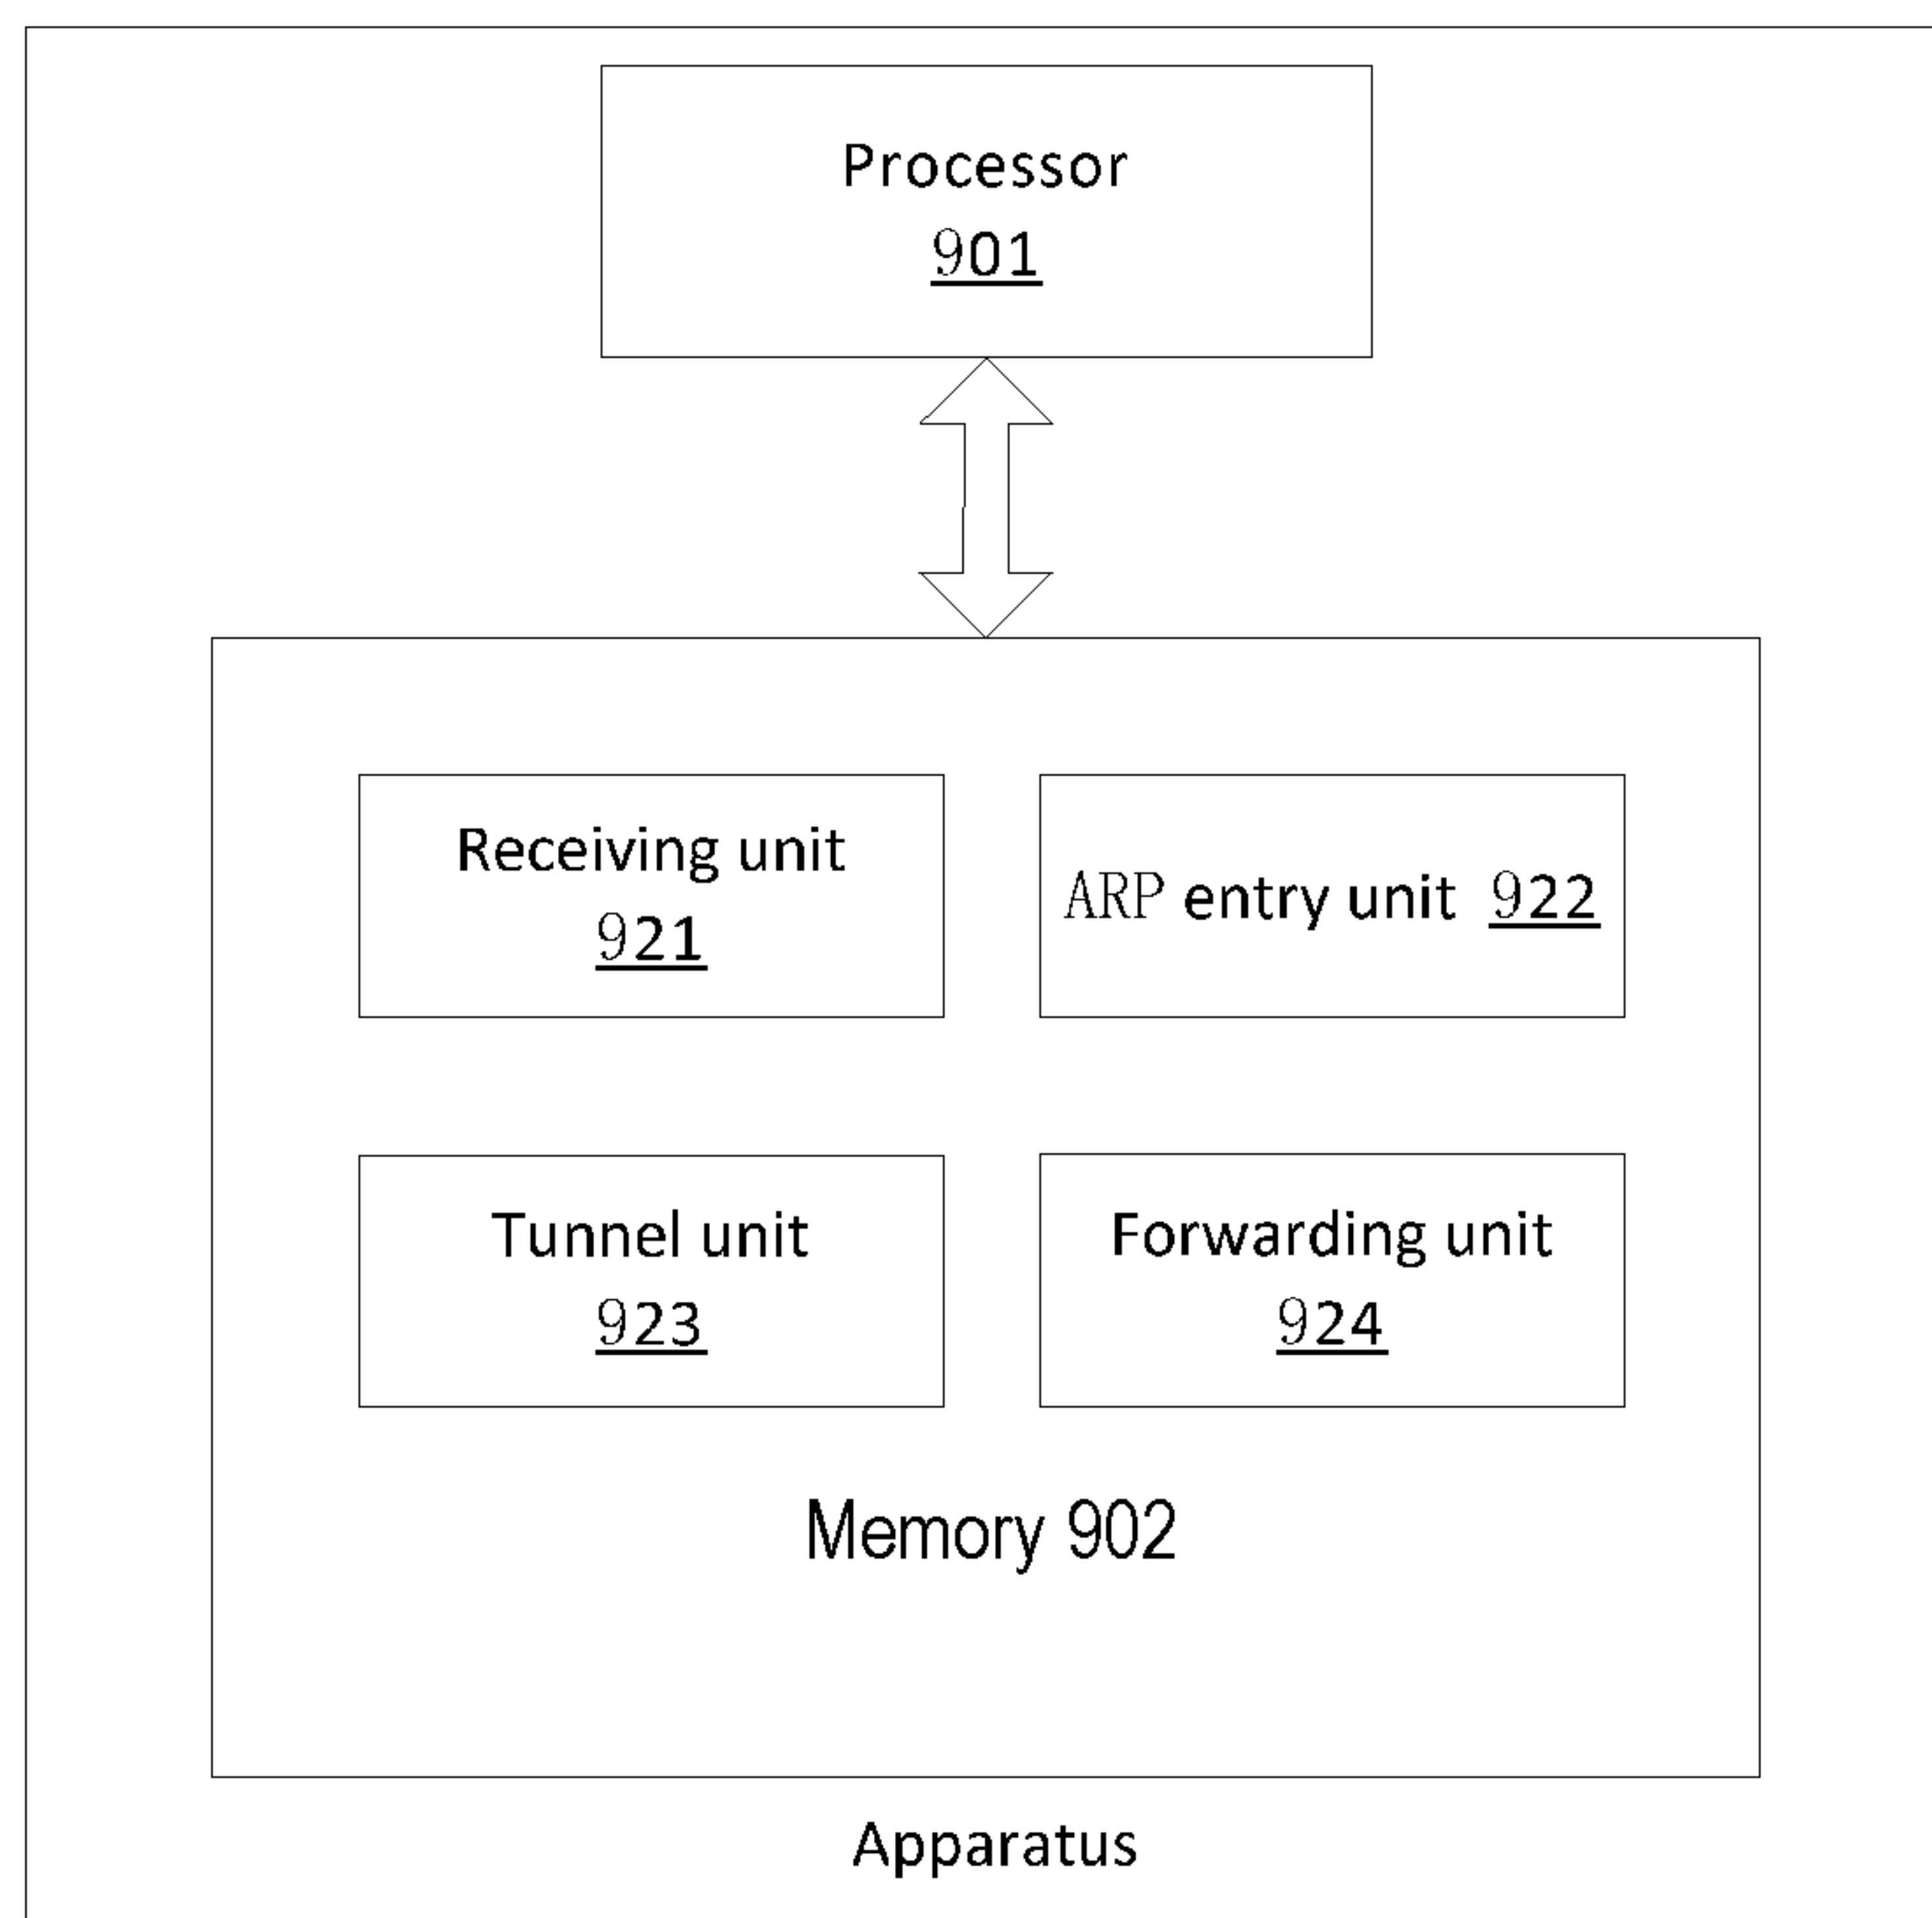 Processor
901
Receiving unit
921
ARP entry unit 922
Tunnel unit
923
Forwarding unit
924
Memory 902
Apparatus